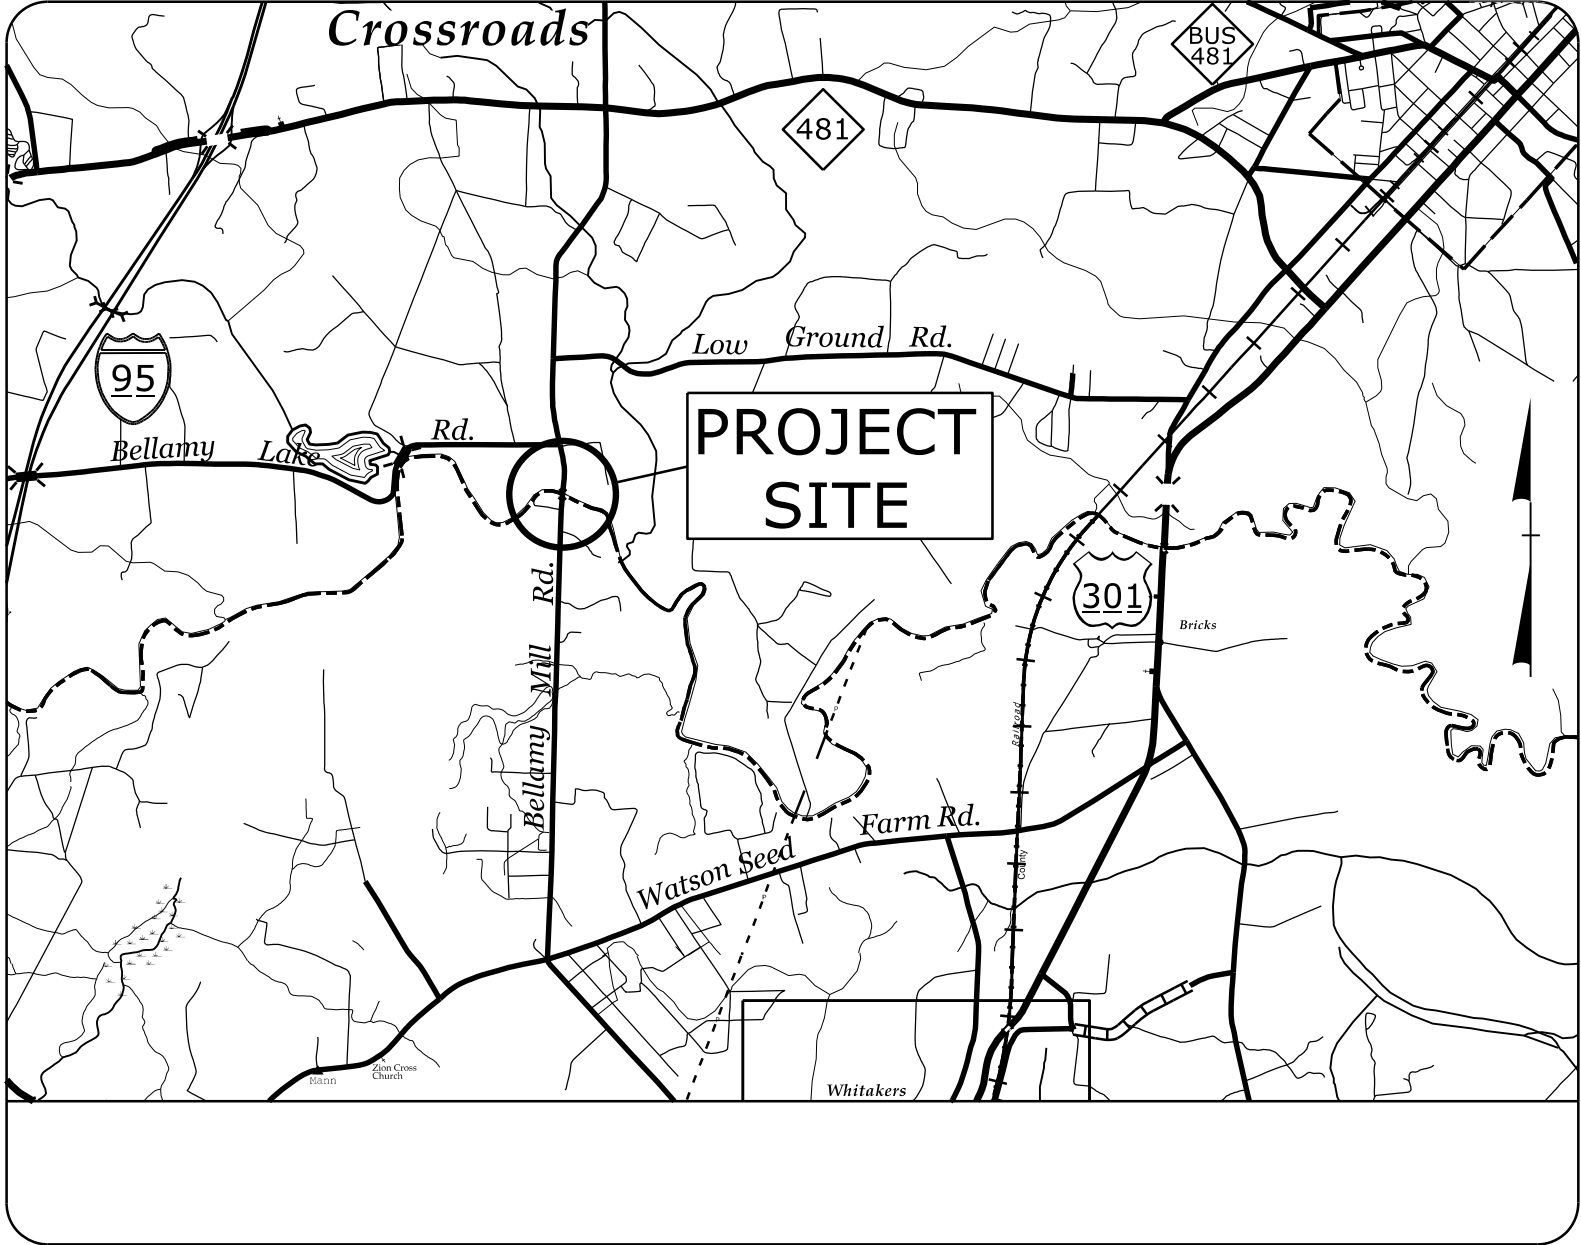 Crossroads
BUS
481
481
95
Low Ground Rd.
PROJECT
SITE
Bellamy Lake Rd.
301
Bricks
Bellamy Mill Rd.
Railroad
County
Farm Rd.
Watson Seed
P
P
P
Zion Cross
Church
Mann
Whitakers